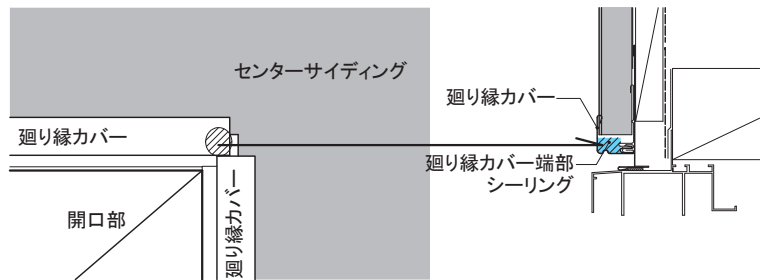 センターサイディング
廻り縁カバー
廻り縁カバー
廻り縁カバー端部
シーリング
開口部
廻り縁カバー